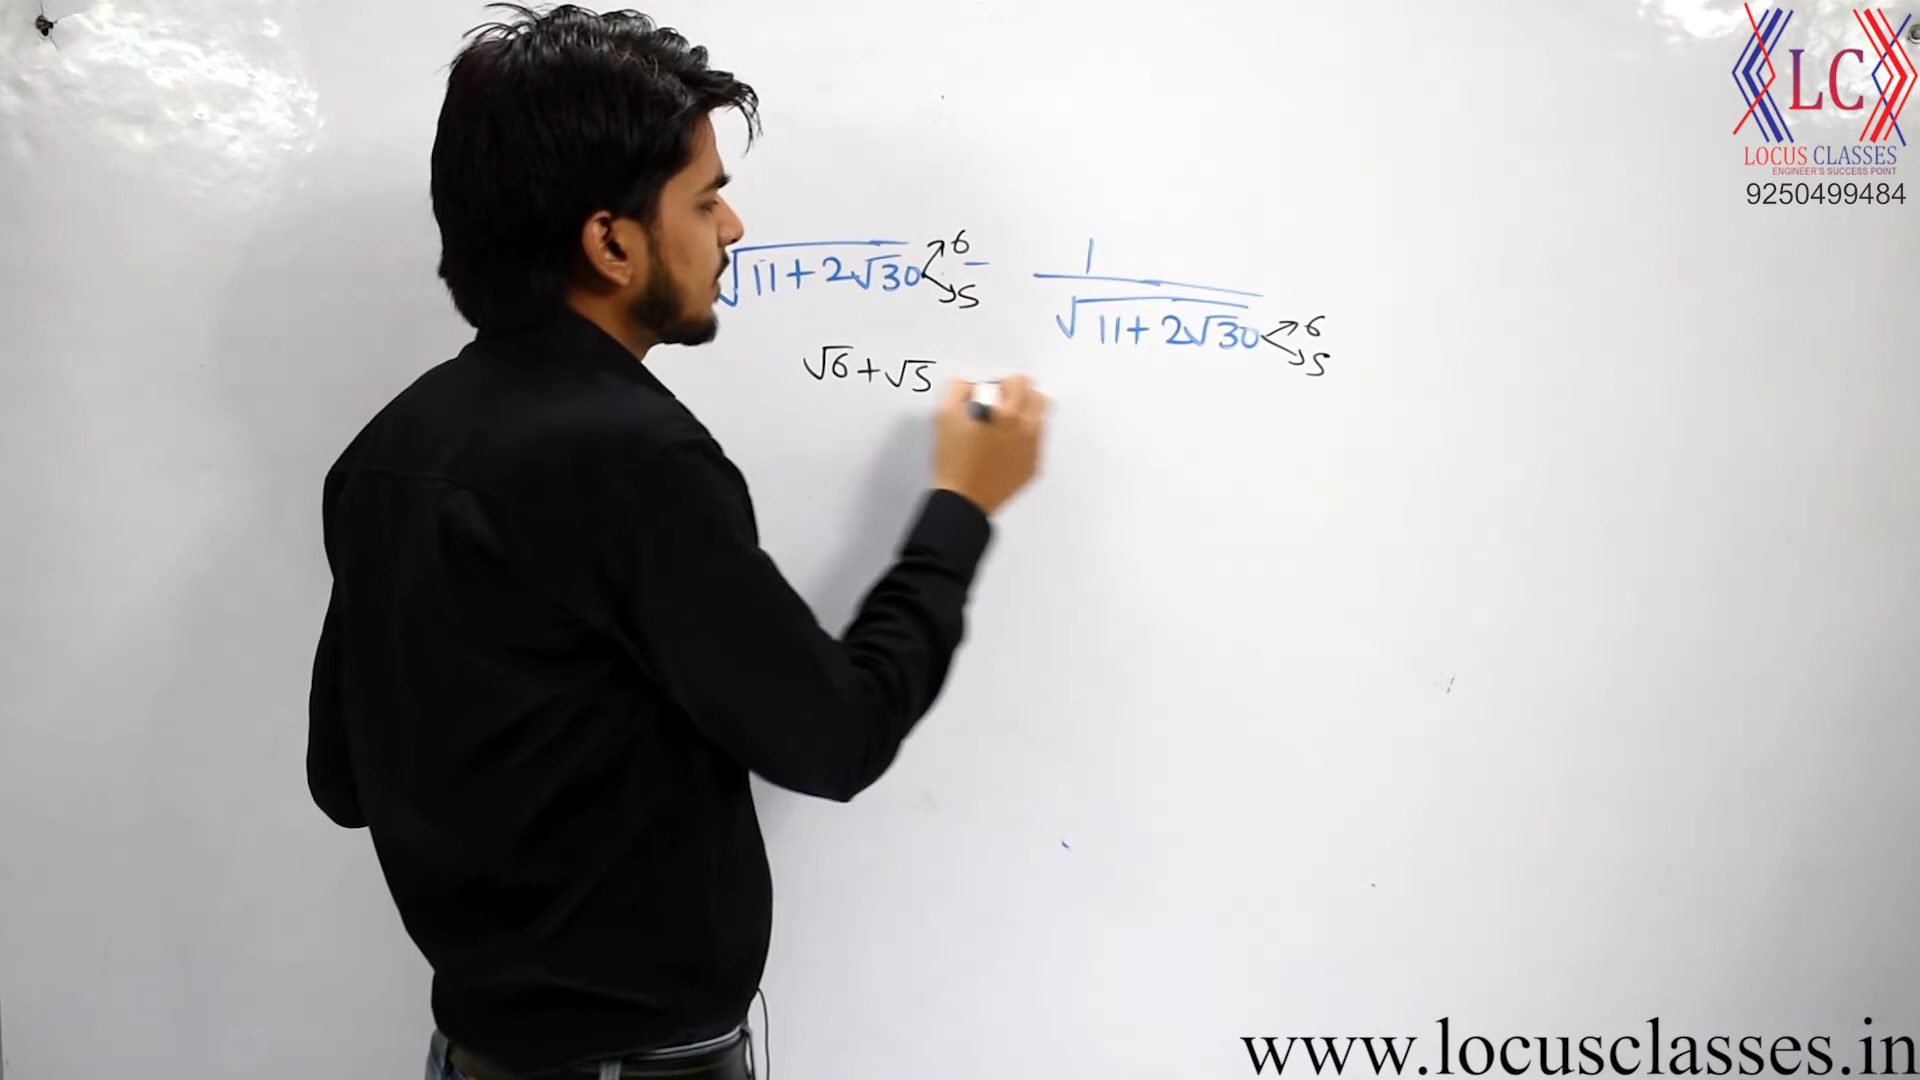 LC
LOCUS CLASSES
ENGINEER'S SUCCESS POINT
9250499484
√11+2√30 6 5 - 1
√11+2√30 6 5
√6+√5
www.locusclasses.in